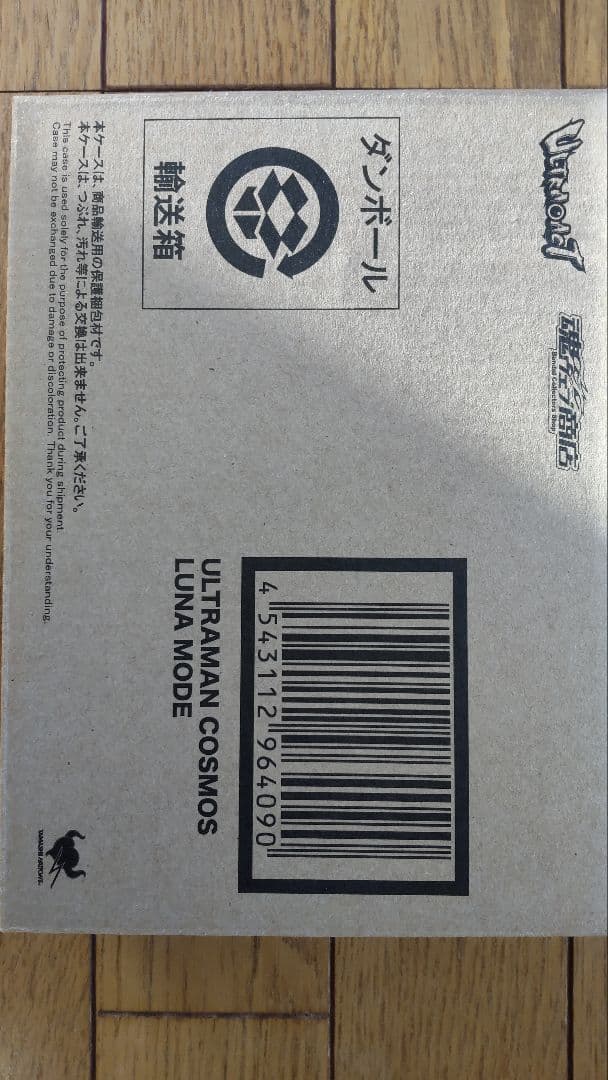 ULTRA-ACT
魂ウェブ商店
Bandai Collectors Shop
ダンボール
輸送箱
本ケースは、商品輸送用の保護梱包材です。
本ケースは、つぶれ、汚れ等による交換は出来ません。ご了承ください。
This case is used solely for the purpose of protecting product during shipment.
Case may not be exchanged due to damage or discoloration. Thank you for your understanding.
4 543112 964090
ULTRAMAN COSMOS
LUNA MODE
TAMASHII NATIONS